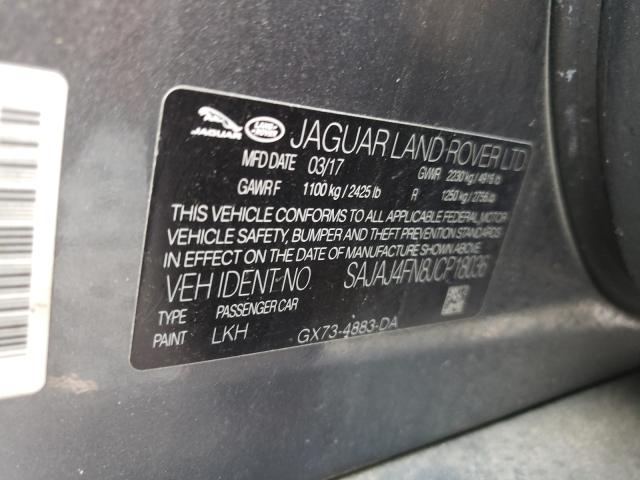 JAGUAR LAND ROVER JAGUAR LAND ROVER LTD
MFD DATE 03/17 GVWR 2230 kg / 4916 lb
GAWR F 1100 kg / 2425 lb R 1250 kg / 2756 lb
THIS VEHICLE CONFORMS TO ALL APPLICABLE FEDERAL MOTOR
VEHICLE SAFETY, BUMPER AND THEFT PREVENTION STANDARDS
IN EFFECT ON THE DATE OF MANUFACTURE SHOWN ABOVE
VEH IDENT NO. SAJAJ4FN8JCP18036
TYPE PASSENGER CAR
PAINT LKH GX73-4883-DA